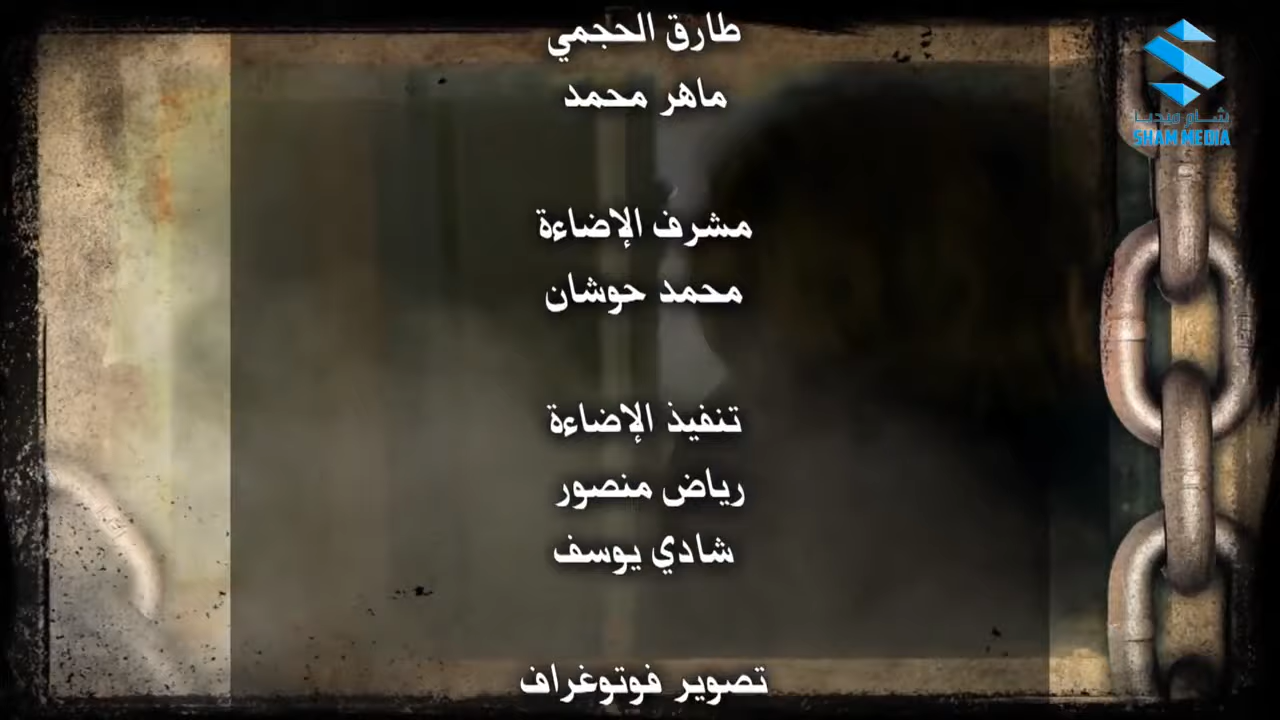 طارق الحجمي
ماهر محمد
مشرف الإضاءة
محمد حوشان
تنفيذ الإضاءة
رياض منصور
شادي يوسف
تصوير فوتوغراف
شام ميديا
SHAM MEDIA